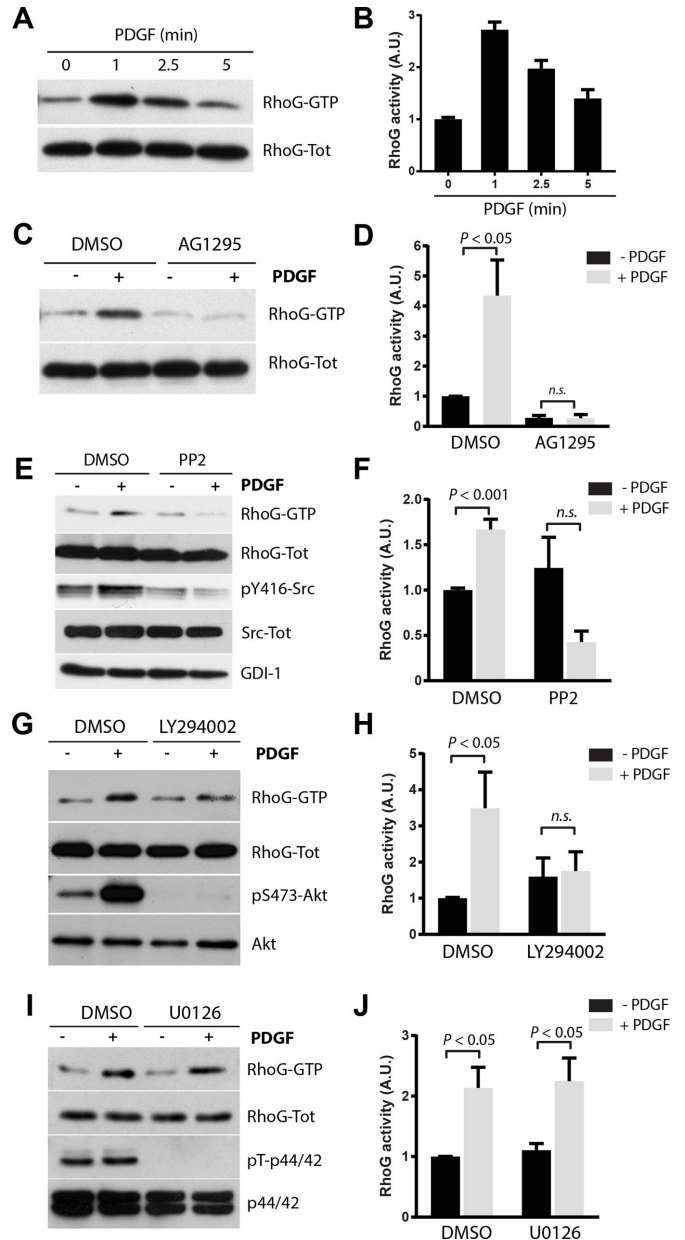 A
PDGF (min)
0 1 2.5 5
RhoG-GTP
RhoG-Tot
B
RhoG activity (A.U.)
3
2
1
0
0 1 2.5 5
PDGF (min)
C
DMSO AG1295
- + - + PDGF
RhoG-GTP
RhoG-Tot
D
RhoG activity (A.U.)
6
5
4
3
2
1
0
P < 0.05
n.s.
- PDGF
+ PDGF
DMSO AG1295
E
DMSO PP2
- + - + PDGF
RhoG-GTP
RhoG-Tot
pY416-Src
Src-Tot
GDI-1
F
RhoG activity (A.U.)
2.0
1.5
1.0
0.5
0
P < 0.001
n.s.
- PDGF
+ PDGF
DMSO PP2
G
DMSO LY294002
- + - + PDGF
RhoG-GTP
RhoG-Tot
pS473-Akt
Akt
H
RhoG activity (A.U.)
5
4
3
2
1
0
P < 0.05
n.s.
- PDGF
+ PDGF
DMSO LY294002
I
DMSO U0126
- + - + PDGF
RhoG-GTP
RhoG-Tot
pT-p44/42
p44/42
J
RhoG activity (A.U.)
3
2
1
0
P < 0.05
P < 0.05
- PDGF
+ PDGF
DMSO U0126